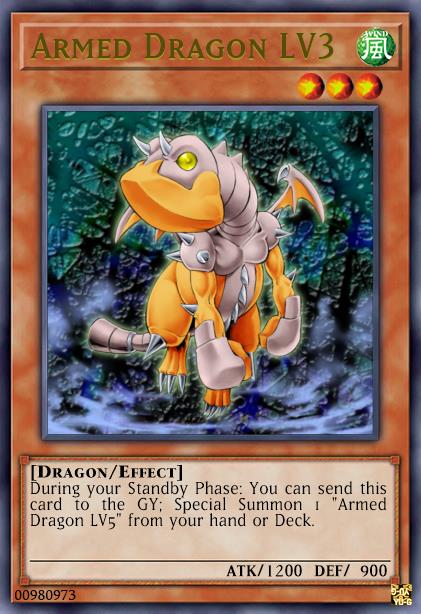 Armed Dragon LV3
WIND
風
[Dragon/Effect]
During your Standby Phase: You can send this
card to the GY; Special Summon 1 "Armed
Dragon LV5" from your hand or Deck.
ATK/1200 DEF/ 900
00980973